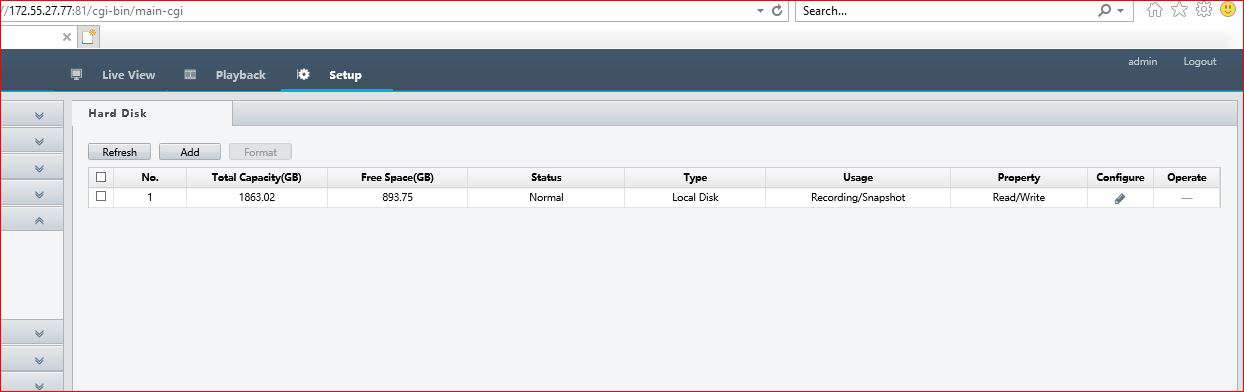 //172.55.27.77:81/cgi-bin/main-cgi Search...
admin Logout
Live View Playback Setup
Hard Disk
Refresh Add Format
No. Total Capacity(GB) Free Space(GB) Status Type Usage Property Configure Operate
1 1863.02 893.75 Normal Local Disk Recording/Snapshot Read/Write —